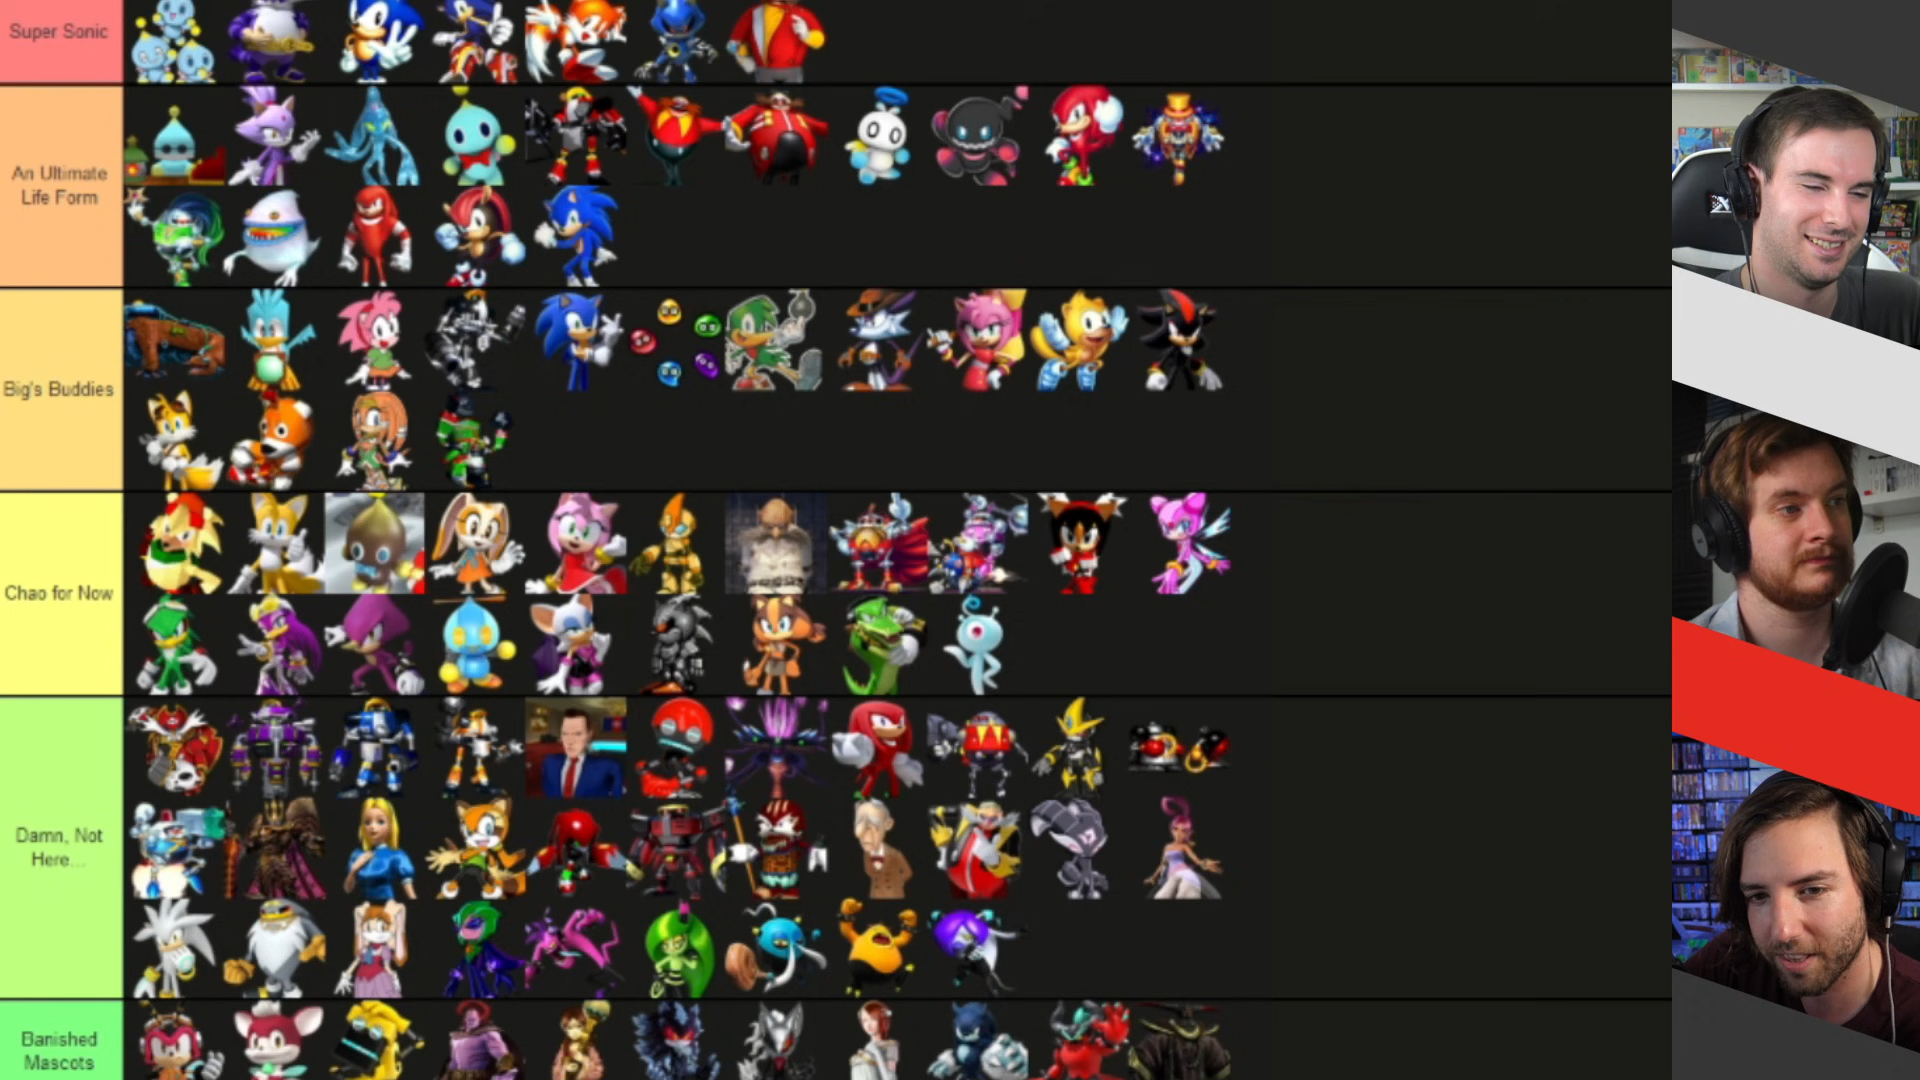 Super Sonic
An Ultimate
Life Form
Big's Buddies
Chao for Now
Damn, Not
Here...
Banished
Mascots